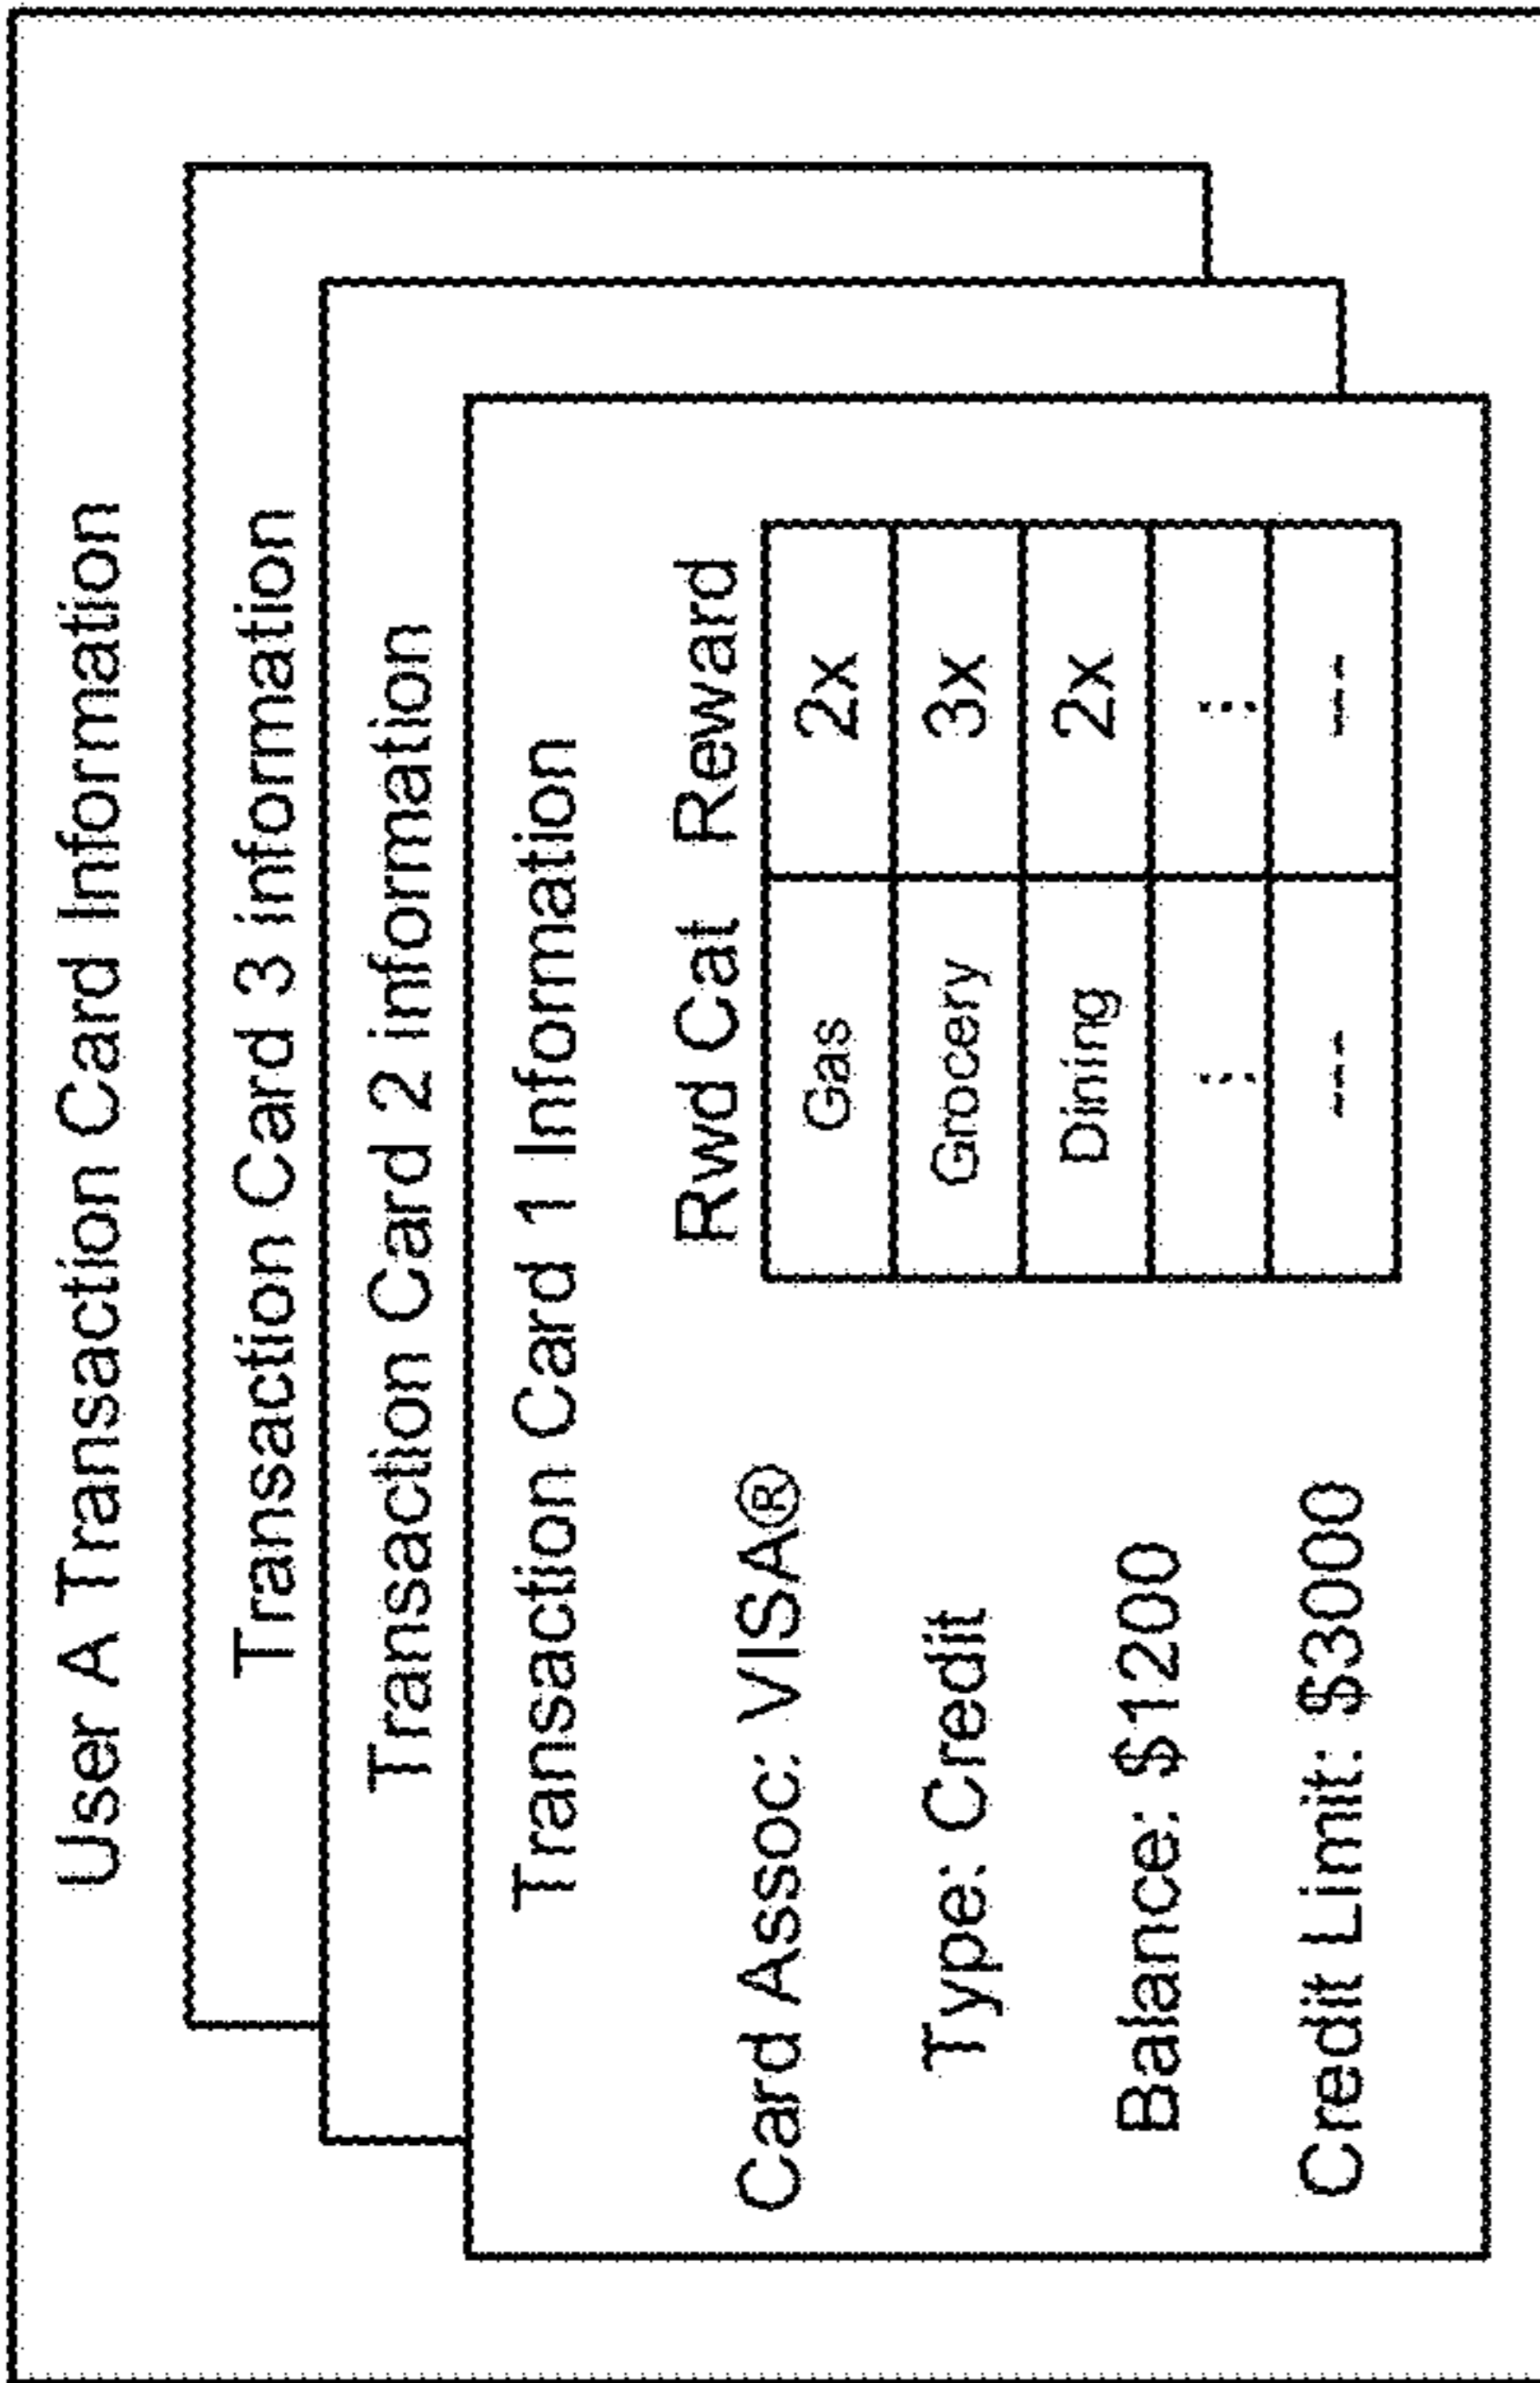 User A Transaction Card Information
Transaction Card 3 information
Transaction Card 2 information
Transaction Card 1 Information
Card Assoc: VISA®
Type: Credit
Balance: $1200
Credit Limit: $3000
Rwd Cat Reward
Gas 2x
Grocery 3x
Dining 2x
: :
--- ---